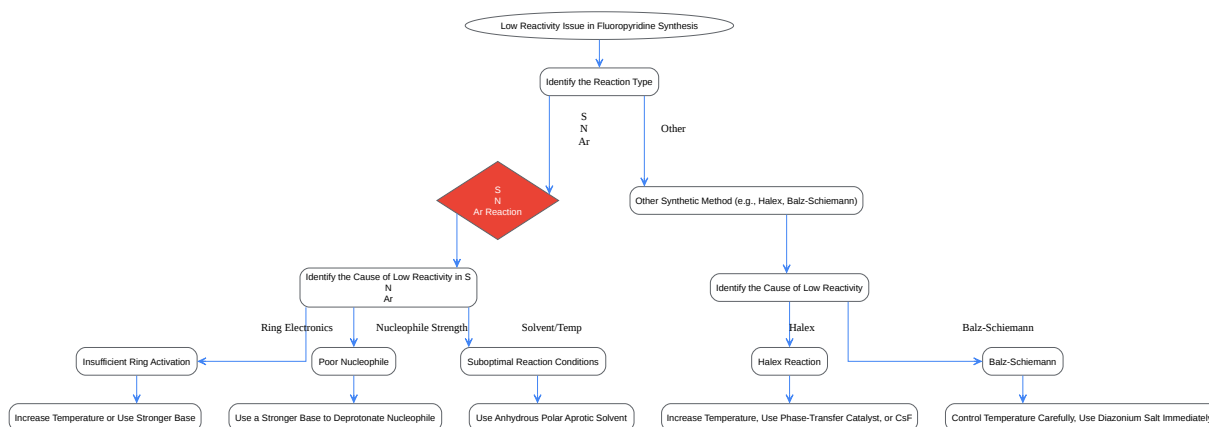 Low Reactivity Issue in Fluoropyridine Synthesis
Identify the Reaction Type
S
N
Ar
Other
S
N
Ar Reaction
Other Synthetic Method (e.g., Halex, Balz-Schiemann)
Identify the Cause of Low Reactivity in S
N
Ar
Identify the Cause of Low Reactivity
Ring Electronics
Nucleophile Strength
Solvent/Temp
Halex
Balz-Schiemann
Insufficient Ring Activation
Poor Nucleophile
Suboptimal Reaction Conditions
Halex Reaction
Balz-Schiemann
Increase Temperature or Use Stronger Base
Use a Stronger Base to Deprotonate Nucleophile
Use Anhydrous Polar Aprotic Solvent
Increase Temperature, Use Phase-Transfer Catalyst, or CsF
Control Temperature Carefully, Use Diazonium Salt Immediately